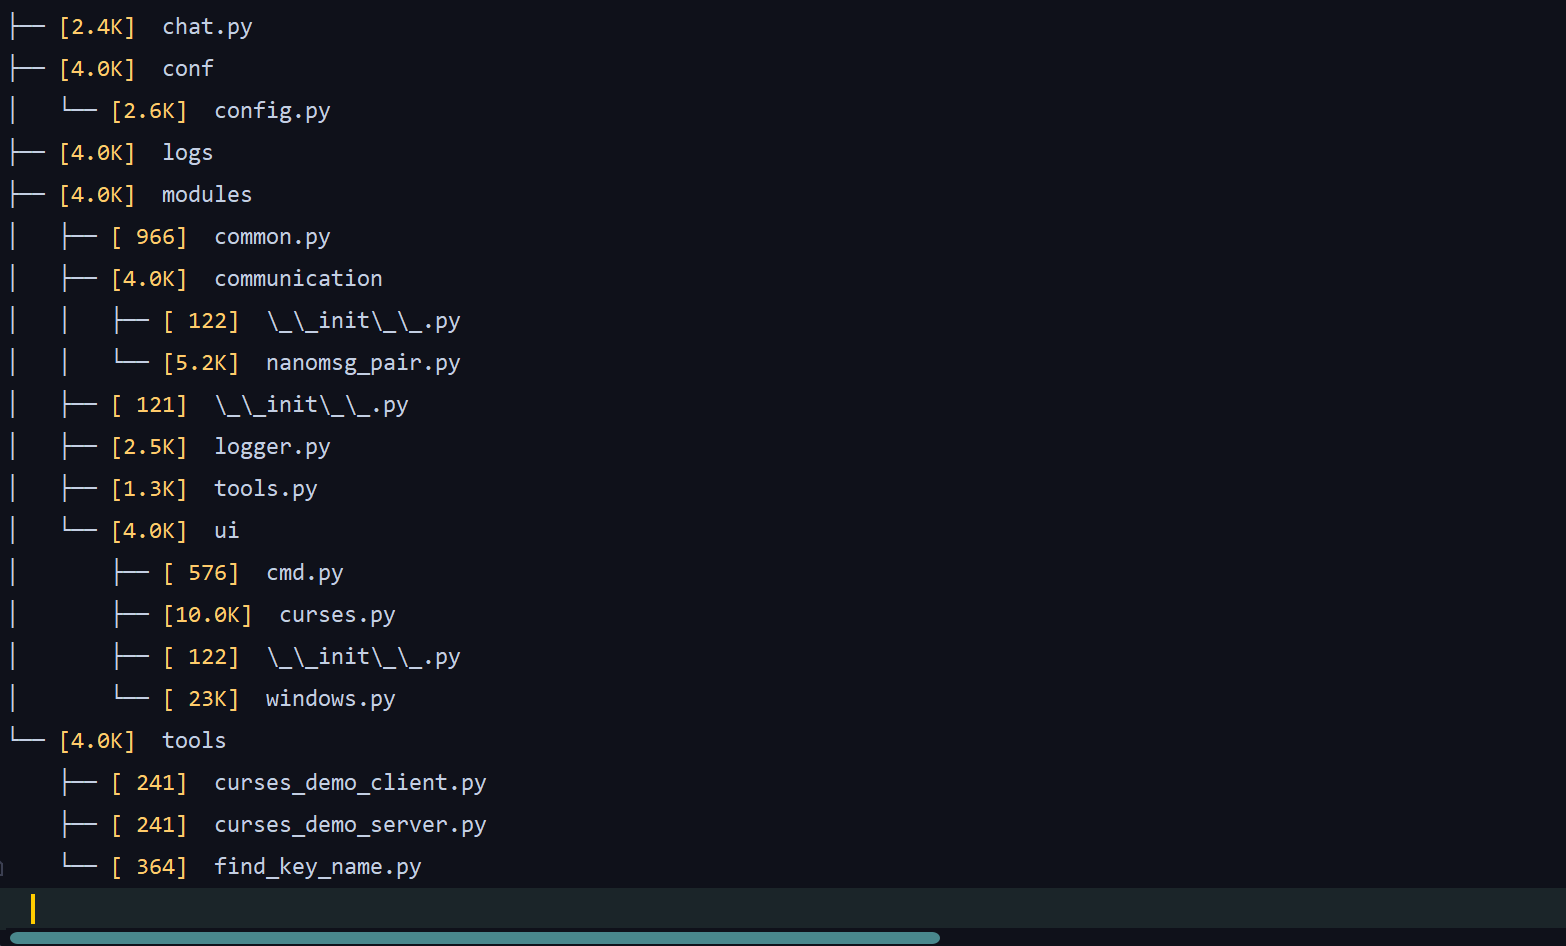 ├── [2.4K]  chat.py
├── [4.0K]  conf
│   └── [2.6K]  config.py
├── [4.0K]  logs
├── [4.0K]  modules
│   ├── [ 966]  common.py
│   ├── [4.0K]  communication
│   │   ├── [ 122]  \_\_init\_\_.py
│   │   └── [5.2K]  nanomsg_pair.py
│   ├── [ 121]  \_\_init\_\_.py
│   ├── [2.5K]  logger.py
│   ├── [1.3K]  tools.py
│   └── [4.0K]  ui
│       ├── [ 576]  cmd.py
│       ├── [10.0K]  curses.py
│       ├── [ 122]  \_\_init\_\_.py
│       └── [ 23K]  windows.py
└── [4.0K]  tools
    ├── [ 241]  curses_demo_client.py
    ├── [ 241]  curses_demo_server.py
    └── [ 364]  find_key_name.py